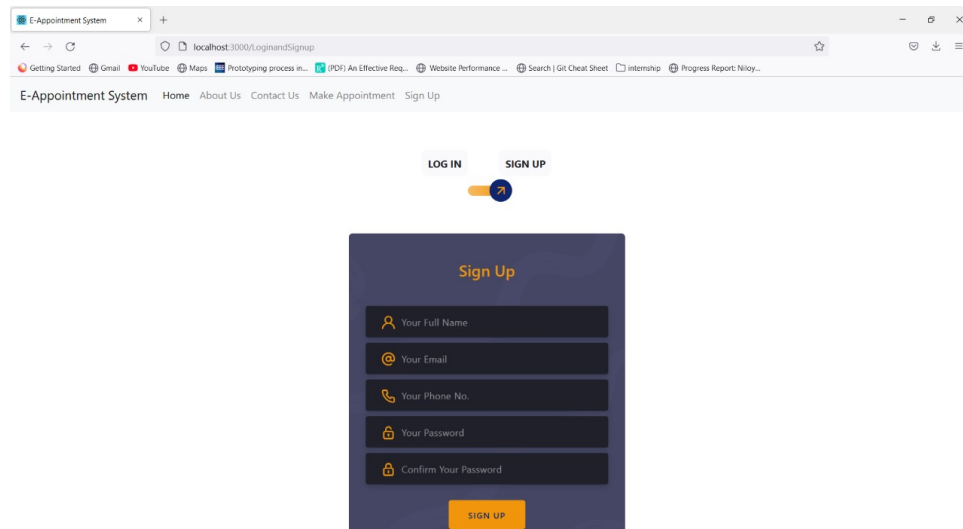 E-Appointment System
localhost:3000/LoginandSignup
Getting Started Gmail YouTube Maps Prototyping process in... (PDF) An Effective Req... Website Performance ... Search | Git Cheat Sheet internship Progress Report: Niloy...
E-Appointment System Home About Us Contact Us Make Appointment Sign Up
LOG IN SIGN UP
Sign Up
Your Full Name
Your Email
Your Phone No.
Your Password
Confirm Your Password
SIGN UP